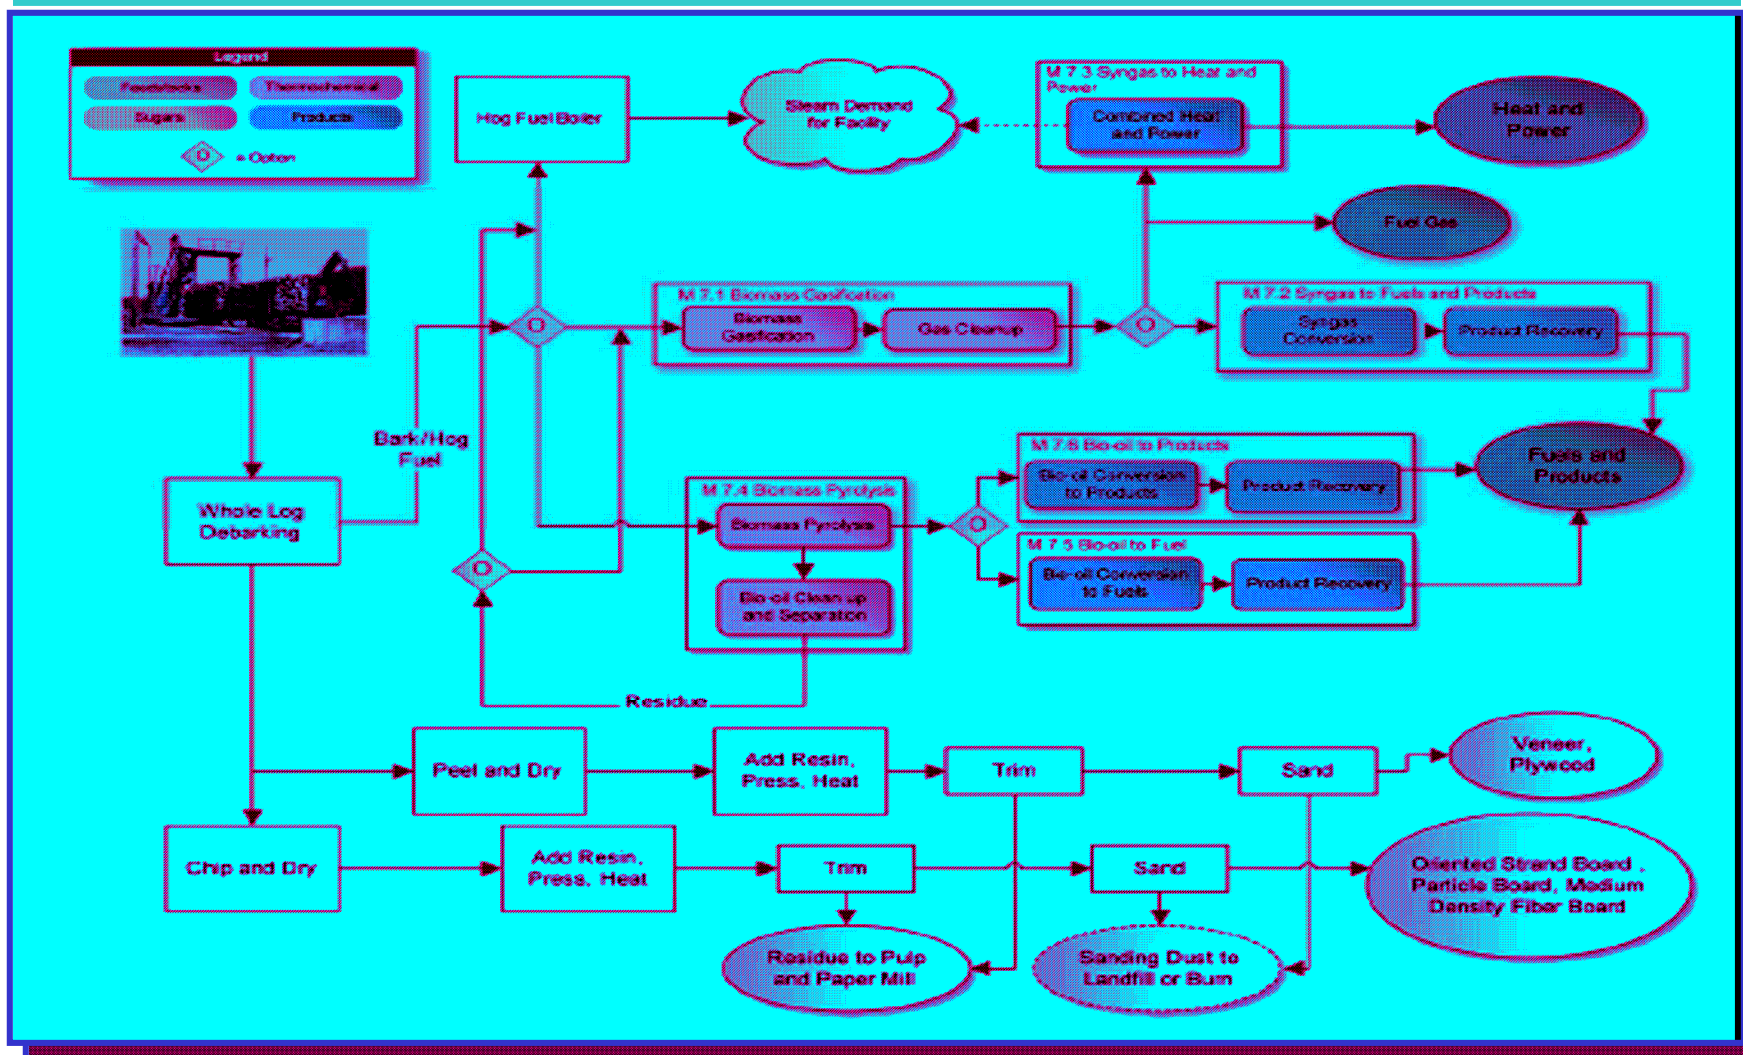 Legend
Feedstocks
Thermochemical
Sugars
Products
O
= Option
Hog Fuel Boiler
Steam Demand
for Facility
M 7.3 Syngas to Heat and
Power
Combined Heat
and Power
Heat and
Power
Fuel Gas
M 7.1 Biomass Gasification
Biomass
Gasification
Gas Cleanup
O
O
M 7.2 Syngas to Fuels and Products
Syngas
Conversion
Product Recovery
Bark/Hog
Fuel
Whole Log
Debarking
M 7.4 Biomass Pyrolysis
Biomass Pyrolysis
Bio-oil Clean up
and Separation
O
O
M 7.6 Bio-oil to Products
Bio-oil Conversion
to Products
Product Recovery
M 7.5 Bio-oil to Fuel
Bio-oil Conversion
to Fuels
Product Recovery
Fuels and
Products
Residue
Peel and Dry
Add Resin,
Press, Heat
Trim
Sand
Veneer,
Plywood
Chip and Dry
Add Resin,
Press, Heat
Trim
Sand
Oriented Strand Board ,
Particle Board, Medium
Density Fiber Board
Residue to Pulp
and Paper Mill
Sanding Dust to
Landfill or Burn